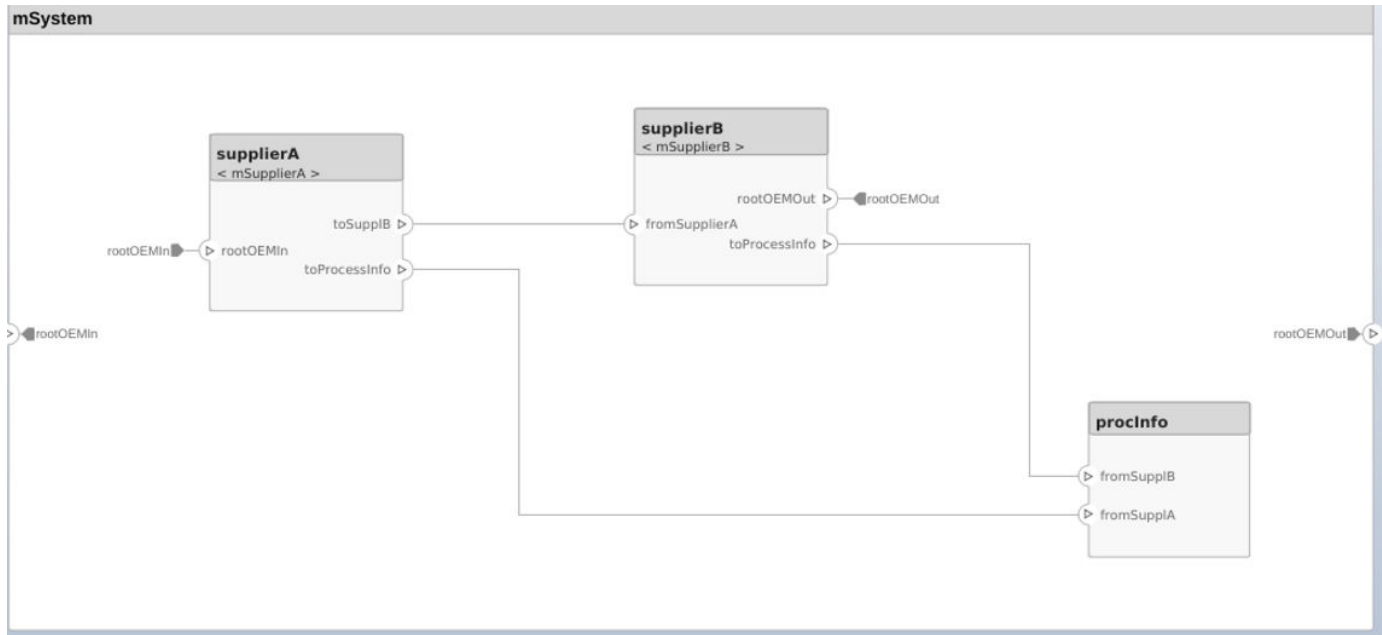 mSystem
supplierA
< mSupplierA >
toSupplB
rootOEMIn
rootOEMIn
toProcessInfo
supplierB
< mSupplierB >
rootOEMOut
rootOEMOut
fromSupplierA
toProcessInfo
rootOEMIn
rootOEMOut
procInfo
fromSupplB
fromSupplA